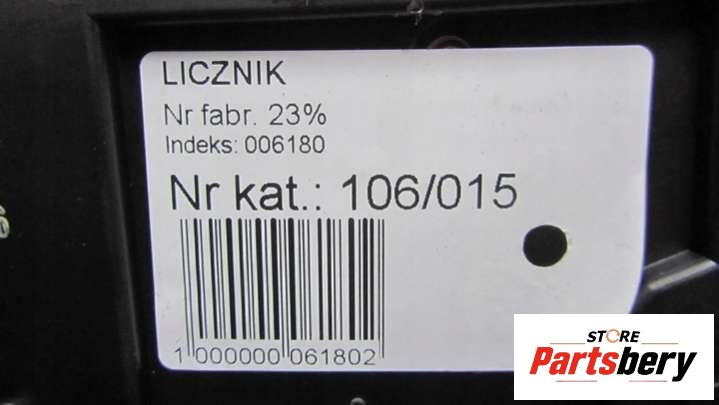 LICZNIK
Nr fabr. 23%
Indeks: 006180
Nr kat.: 106/015
1 000000 061802
STORE
Partsbery